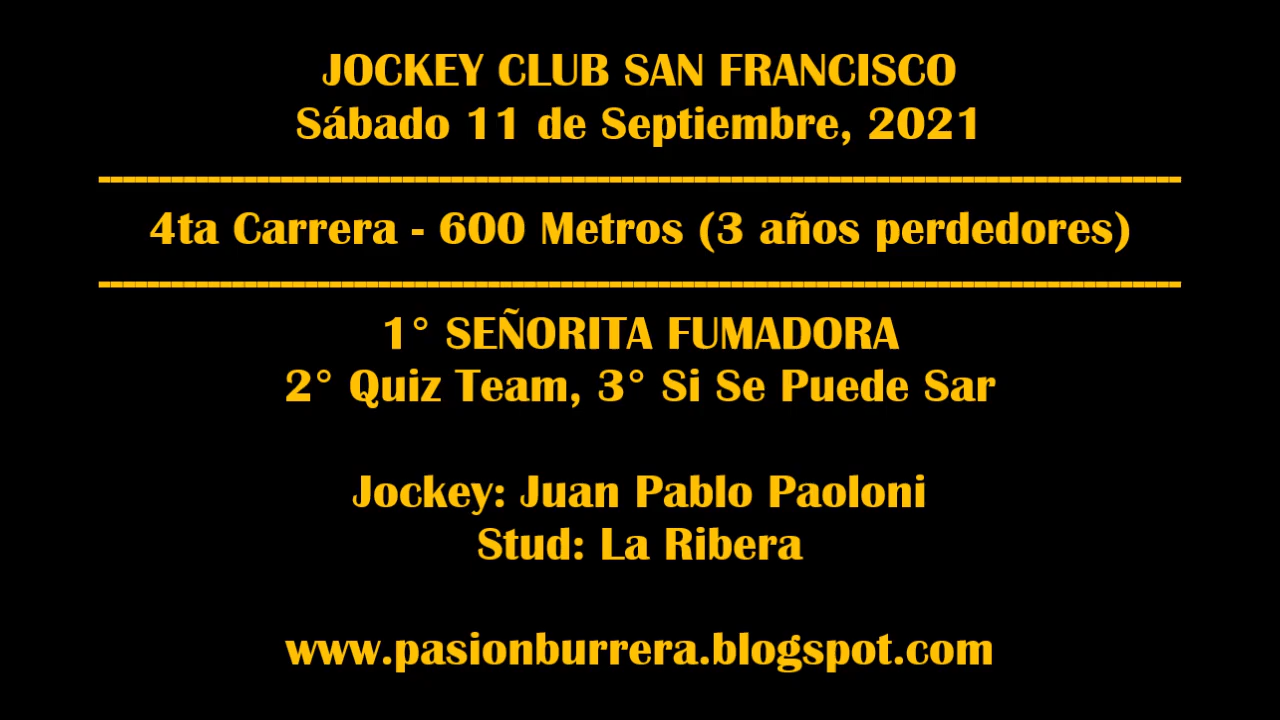 JOCKEY CLUB SAN FRANCISCO
Sábado 11 de Septiembre, 2021
4ta Carrera - 600 Metros (3 años perdedores)
1° SEÑORITA FUMADORA
2° Quiz Team, 3° Si Se Puede Sar
Jockey: Juan Pablo Paoloni
Stud: La Ribera
www.pasionburrera.blogspot.com